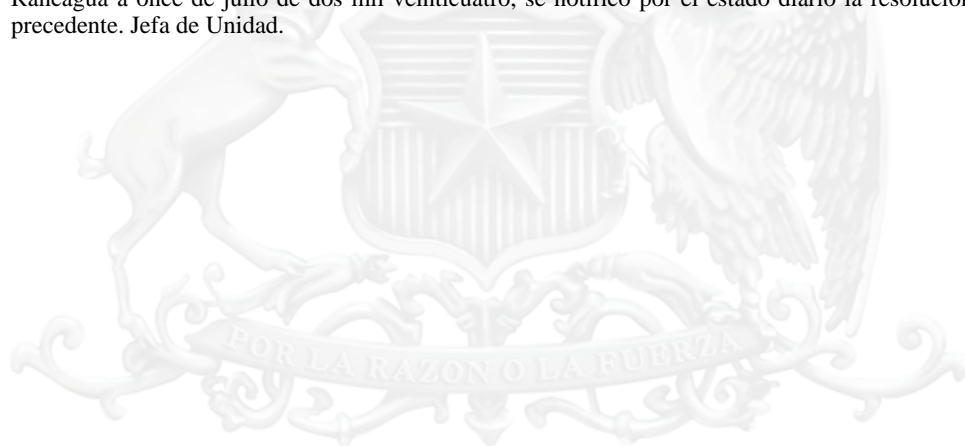 Rancagua a once de julio de dos mil veinticuatro, se notificó por el estado diario la resolución
precedente. Jefa de Unidad.
POR LA RAZON O LA FUERZA